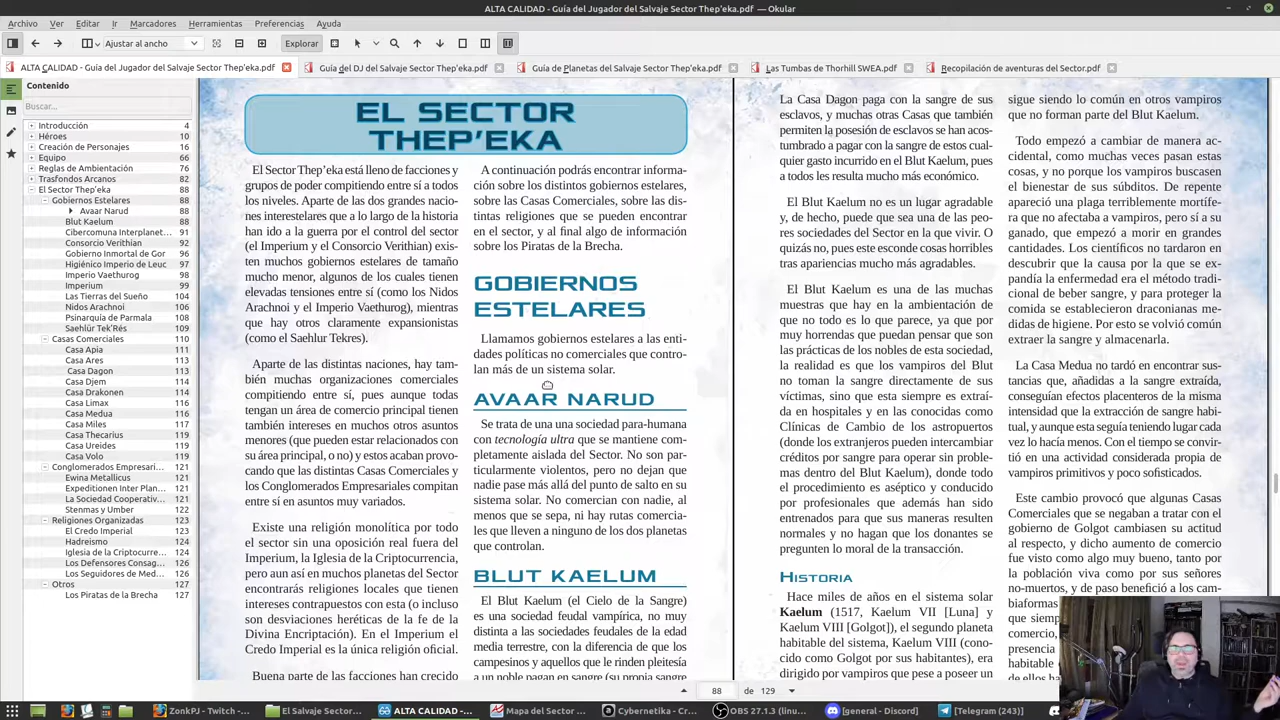 ALTA CALIDAD - Guía del Jugador del Salvaje Sector Thep'eka.pdf — Okular
Archivo Ver Editar Ir Marcadores Herramientas Preferencias Ayuda
Ajustar al ancho
Explorar
ALTA CALIDAD - Guía del Jugador del Salvaje Sector Thep'eka.pdf
Guía del DJ del Salvaje Sector Thep'eka.pdf
Guía de Planetas del Salvaje Sector Thep'eka.pdf
Las Tumbas de Thorhill SWEA.pdf
Recopilación de aventuras del Sector.pdf
Contenido
Buscar...
Introducción 4
Héroes 10
Creación de Personajes 16
Equipo 66
Reglas de Ambientación 76
Trasfondos Arcanos 82
El Sector Thep'eka 88
Gobiernos Estelares 88
Avaar Narud 88
Blut Kaelum 88
Cibercomuna Interplanet... 91
Consorcio Verithian 92
Gobierno Inmortal de Gor 96
Higiénico Imperio de Leuc 97
Imperio Vaethurog 98
Imperium 99
Las Tierras del Sueño 104
Nidos Arachnoi 106
Psinarquía de Parmala 108
Saehlür Tek'Rés 109
Casas Comerciales 110
Casa Apia 111
Casa Ares 113
Casa Dagon 113
Casa Djem 114
Casa Drakonen 114
Casa Limax 116
Casa Medua 116
Casa Miles 117
Casa Thecarius 119
Casa Ureides 119
Casa Volo 119
Conglomerados Empresari... 121
Ewina Metallicus 121
Expeditionen Inter Plan... 121
La Sociedad Cooperativ... 121
Stenmas y Umber 122
Religiones Organizadas 123
El Credo Imperial 123
Hadreismo 124
Iglesia de la Criptocurre... 124
Los Defensores Consag... 126
Los Seguidores de Med... 126
Otros 127
Los Piratas de la Brecha 127
EL SECTOR
THEP'EKA
El Sector Thep'eka está lleno de facciones y
grupos de poder compitiendo entre sí a todos
los niveles. Aparte de las dos grandes nacio-
nes interestelares que a lo largo de la historia
han ido a la guerra por el control del sector
(el Imperium y el Consorcio Verithian) exis-
ten muchos gobiernos estelares de tamaño
mucho menor, algunos de los cuales tienen
elevadas tensiones entre sí (como los Nidos
Arachnoi y el Imperio Vaethurog), mientras
que hay otros claramente expansionistas
(como el Saehlur Tekres).
Aparte de las distintas naciones, hay tam-
bién muchas organizaciones comerciales
compitiendo entre sí, pues aunque todas
tengan un área de comercio principal tienen
también intereses en muchos otros asuntos
menores (que pueden estar relacionados con
su área principal, o no) y estos acaban provo-
cando que las distintas Casas Comerciales y
los Conglomerados Empresariales compitan
entre sí en asuntos muy variados.
Existe una religión monolítica por todo
el sector sin una oposición real fuera del
Imperium, la Iglesia de la Criptocurrencia,
pero aun así en muchos planetas del Sector
encontrarás religiones locales que tienen
intereses contrapuestos con esta (o incluso
son desviaciones heréticas de la fe de la
Divina Encriptación). En el Imperium el
Credo Imperial es la única religión oficial.
Buena parte de las facciones han crecido
A continuación podrás encontrar informa-
ción sobre los distintos gobiernos estelares,
sobre las Casas Comerciales, sobre las dis-
tintas religiones que se pueden encontrar
en el sector, y al final algo de información
sobre los Piratas de la Brecha.
GOBIERNOS
ESTELARES
Llamamos gobiernos estelares a las enti-
dades políticas no comerciales que contro-
lan más de un sistema solar.
AVAAR NARUD
Se trata de una una sociedad para-humana
con tecnología ultra que se mantiene com-
pletamente aislada del Sector. No son par-
ticularmente violentos, pero no dejan que
nadie pase más allá del punto de salto en su
sistema solar. No comercian con nadie, al
menos que se sepa, ni hay rutas comercia-
les que lleven a ninguno de los dos planetas
que controlan.
BLUT KAELUM
El Blut Kaelum (el Cielo de la Sangre)
es una sociedad feudal vampírica, no muy
distinta a las sociedades feudales de la edad
media terrestre, con la diferencia de que los
campesinos y aquellos que le rinden pleitesía
a un noble pagan en sangre (su propia sangre
La Casa Dagon paga con la sangre de sus
esclavos, y muchas otras Casas que también
permiten la posesión de esclavos se han acos-
tumbrado a pagar con la sangre de estos cual-
quier gasto incurrido en el Blut Kaelum, pues
a todos les resulta mucho más económico.
El Blut Kaelum no es un lugar agradable
y, de hecho, puede que sea una de las peo-
res sociedades del Sector en la que vivir. O
quizás no, pues este esconde cosas horribles
tras apariencias mucho más agradables.
El Blut Kaelum es una de las muchas
muestras que hay en la ambientación de
que no todo es lo que parece, ya que por
muy horrendas que puedan pensar que son
las prácticas de los nobles de esta sociedad,
la realidad es que los vampiros del Blut
no toman la sangre directamente de sus
víctimas, sino que esta siempre es extraí-
da en hospitales y en las conocidas como
Clínicas de Cambio de los astropuertos
(donde los extranjeros pueden intercambiar
créditos por sangre para operar sin proble-
mas dentro del Blut Kaelum), donde todo
el procedimiento es aséptico y conducido
por profesionales que además han sido
entrenados para que sus maneras resulten
normales y no hagan que los donantes se
pregunten lo moral de la transacción.
HISTORIA
Hace miles de años en el sistema solar
Kaelum (1517, Kaelum VII [Luna] y
Kaelum VIII [Golgot]), el segundo planeta
habitable del sistema, Kaelum VIII (cono-
cido como Golgot por sus habitantes), era
dirigido por vampiros que pese a poseer un
sigue siendo lo común en otros vampiros
que no forman parte del Blut Kaelum.
Todo empezó a cambiar de manera ac-
cidental, como muchas veces pasan estas
cosas, y no porque los vampiros buscasen
el bienestar de sus súbditos. De repente
apareció una plaga terriblemente mortífe-
ra que no afectaba a vampiros, pero sí a su
ganado, que empezó a morir en grandes
cantidades. Los científicos no tardaron en
descubrir que la causa por la que se ex-
pandía la enfermedad era el método tradi-
cional de beber sangre, y para proteger la
comida se establecieron draconianas me-
didas de higiene. Por esto se volvió común
extraer la sangre y almacenarla.
La Casa Medua no tardó en encontrar sus-
tancias que, añadidas a la sangre extraída,
conseguían efectos placenteros de la misma
intensidad que la extracción de sangre habi-
tual, y aunque esta seguía teniendo lugar cada
vez lo hacía menos. Con el tiempo se convir-
tió en una actividad considerada propia de
vampiros primitivos y poco sofisticados.
Este cambio provocó que algunas Casas
Comerciales que se negaban a tratar con el
gobierno de Golgot cambiasen su actitud
al respecto, y dicho aumento de comercio
fue visto como algo muy bueno, tanto por
la población viva como por sus señores
no-muertos, y de paso benefició a los cam-
biaformas
que siemp
comercio,
presencia
habitable
de ellos ha
88 de 129
ZonkPJ - Twitch -...
El Salvaje Sector...
ALTA CALIDAD -...
Mapa del Sector ...
Cybernetika - Cr...
OBS 27.1.3 (linu...
[general - Discord]
[Telegram (243)]